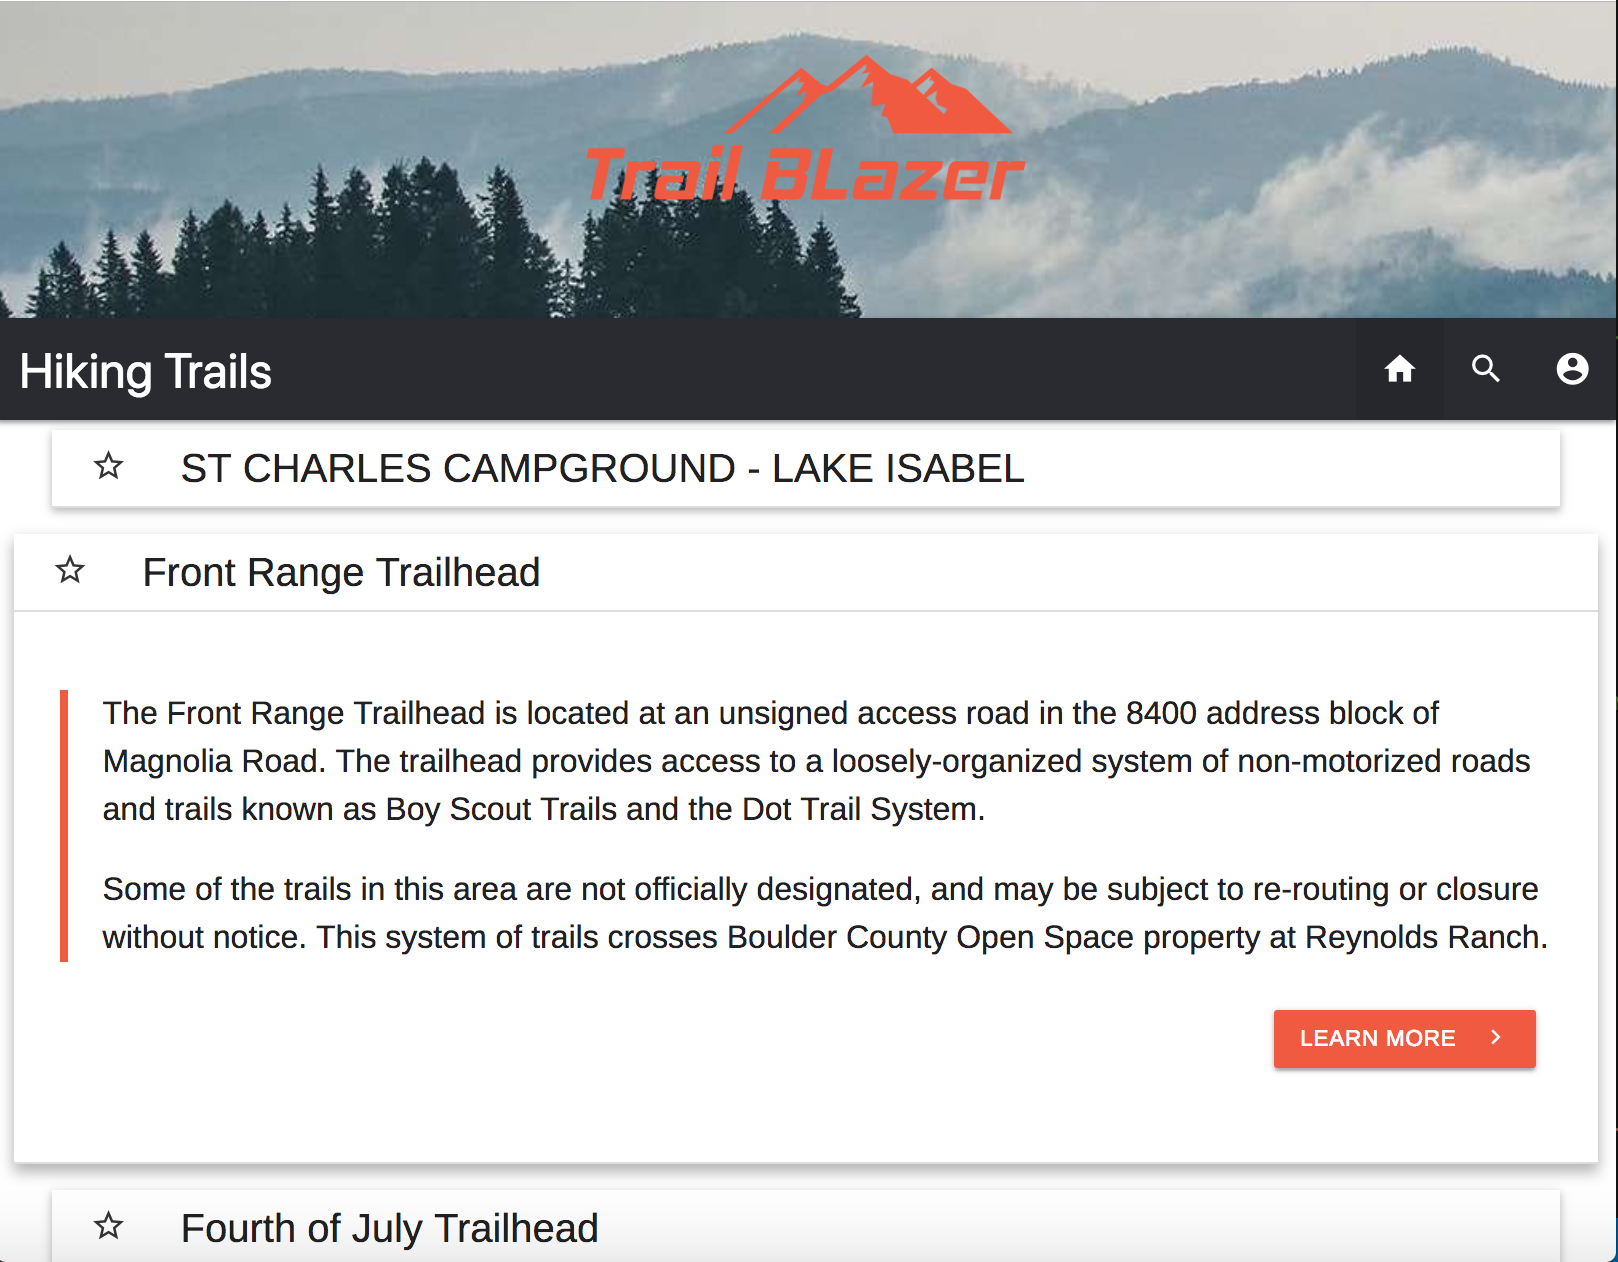 Trail BLazer
Hiking Trails
ST CHARLES CAMPGROUND - LAKE ISABEL
Front Range Trailhead
The Front Range Trailhead is located at an unsigned access road in the 8400 address block of
Magnolia Road. The trailhead provides access to a loosely-organized system of non-motorized roads
and trails known as Boy Scout Trails and the Dot Trail System.
Some of the trails in this area are not officially designated, and may be subject to re-routing or closure
without notice. This system of trails crosses Boulder County Open Space property at Reynolds Ranch.
LEARN MORE
Fourth of July Trailhead